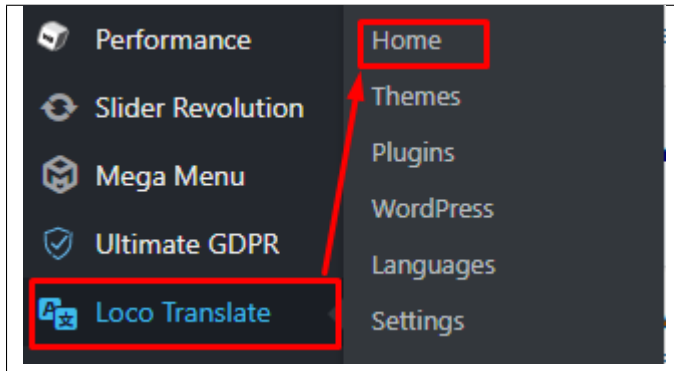 Performance
Slider Revolution
Mega Menu
Ultimate GDPR
Loco Translate
Home
Themes
Plugins
WordPress
Languages
Settings